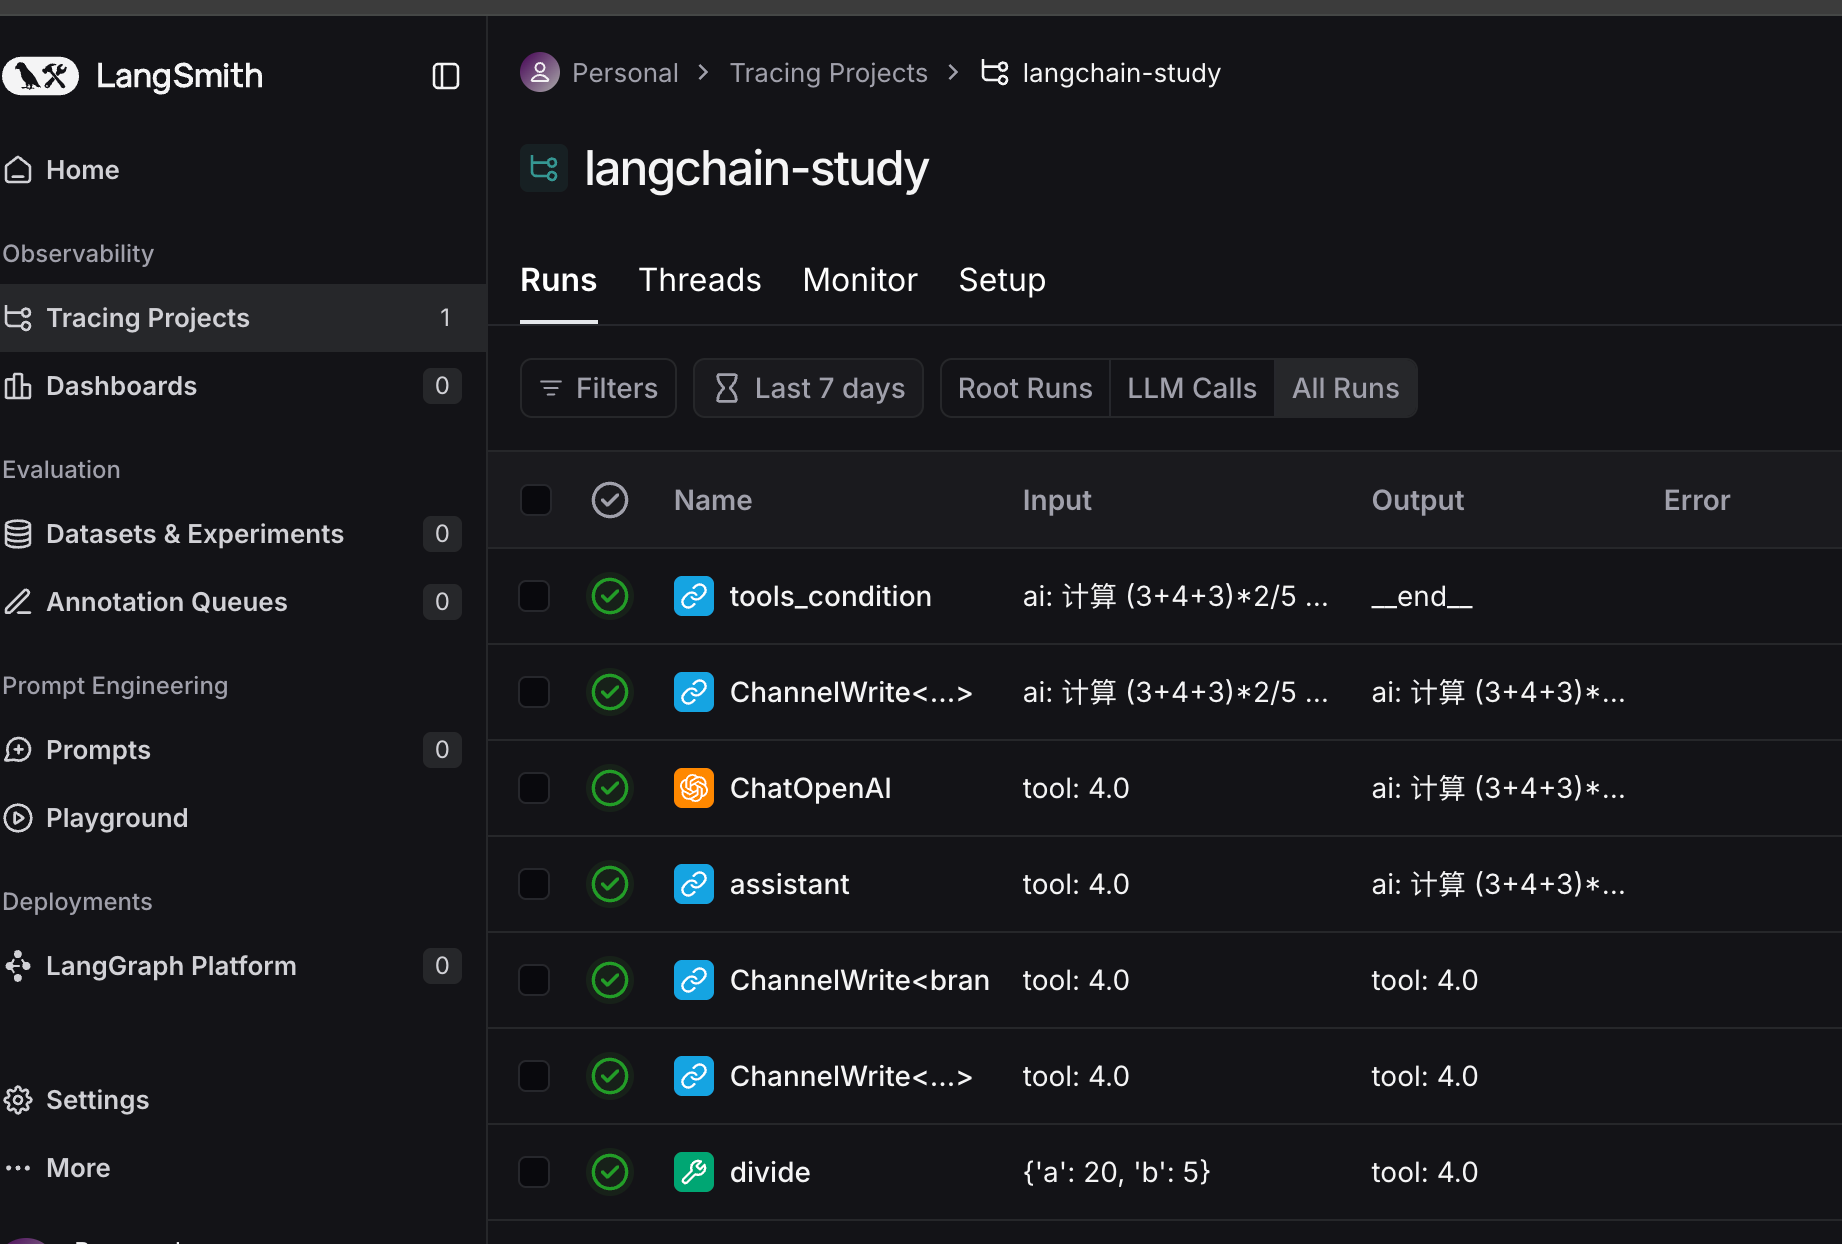 LangSmith
Home
Observability
Tracing Projects 1
Dashboards 0
Evaluation
Datasets & Experiments 0
Annotation Queues 0
Prompt Engineering
Prompts 0
Playground
Deployments
LangGraph Platform 0
Settings
More
Personal > Tracing Projects > langchain-study
langchain-study
Runs Threads Monitor Setup
Filters Last 7 days Root Runs LLM Calls All Runs
Name Input Output Error
tools_condition ai: 计算 (3+4+3)*2/5 ... __end__
ChannelWrite<...> ai: 计算 (3+4+3)*2/5 ... ai: 计算 (3+4+3)*...
ChatOpenAI tool: 4.0 ai: 计算 (3+4+3)*...
assistant tool: 4.0 ai: 计算 (3+4+3)*...
ChannelWrite<bran tool: 4.0 tool: 4.0
ChannelWrite<...> tool: 4.0 tool: 4.0
divide {'a': 20, 'b': 5} tool: 4.0